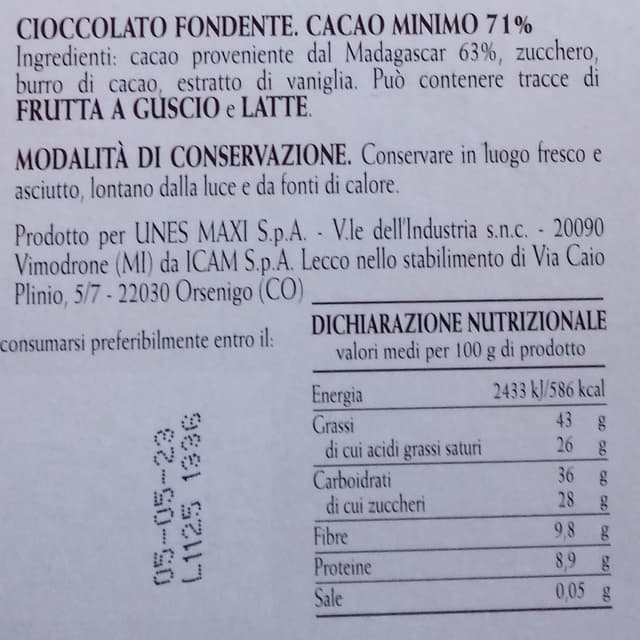 CIOCCOLATO FONDENTE. CACAO MINIMO 71%
Ingredienti: cacao proveniente dal Madagascar 63%, zucchero,
burro di cacao, estratto di vaniglia. Può contenere tracce di
FRUTTA A GUSCIO e LATTE.
MODALITÀ DI CONSERVAZIONE. Conservare in luogo fresco e
asciutto, lontano dalla luce e da fonti di calore.
Prodotto per UNES MAXI S.p.A. - V.le dell'Industria s.n.c. - 20090
Vimodrone (MI) da ICAM S.p.A. Lecco nello stabilimento di Via Caio
Plinio, 5/7 - 22030 Orsenigo (CO)
consumarsi preferibilmente entro il:
05-05-23
L1125 1336
DICHIARAZIONE NUTRIZIONALE
valori medi per 100 g di prodotto
Energia 2433 kJ/586 kcal
Grassi 43 g
di cui acidi grassi saturi 26 g
Carboidrati 36 g
di cui zuccheri 28 g
Fibre 9,8 g
Proteine 8,9 g
Sale 0,05 g